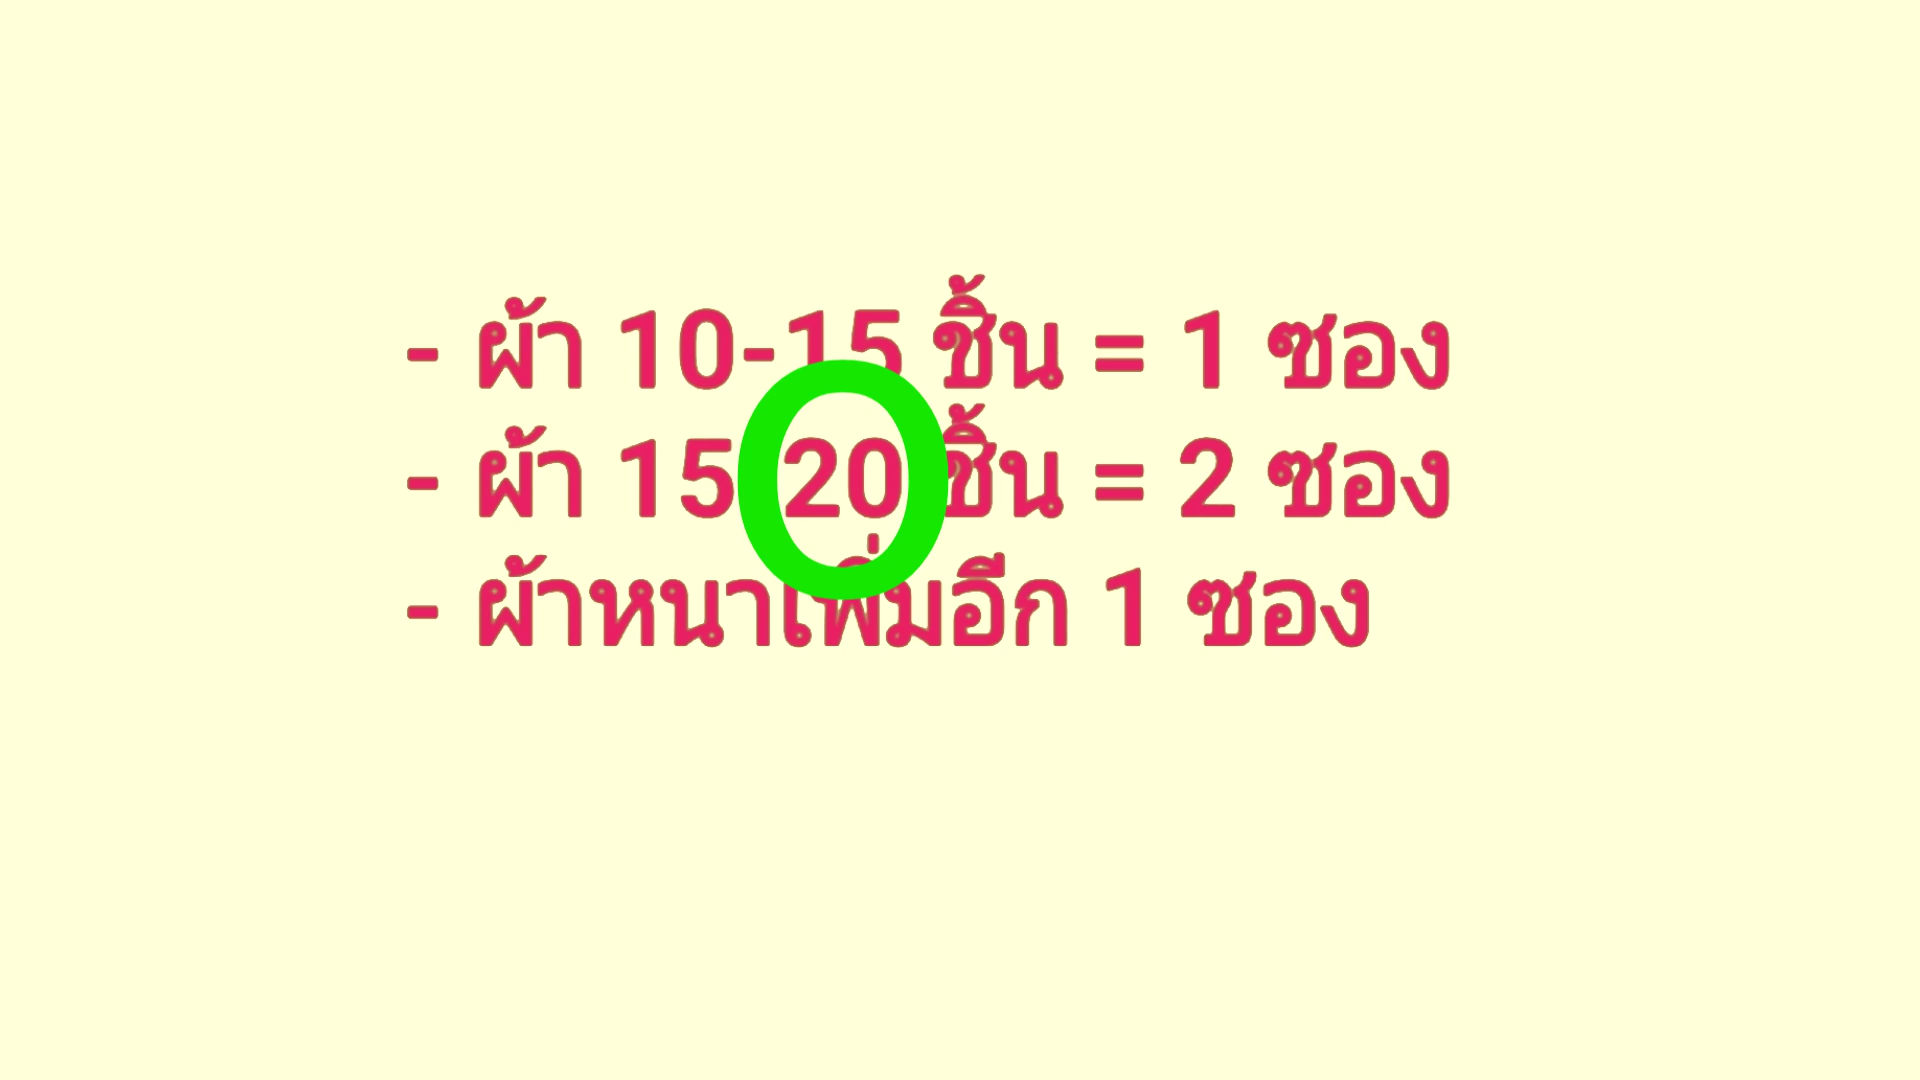 - ผ้า 10-15 ชิ้น = 1 ซอง
- ผ้า 15 20 ชิ้น = 2 ซอง
- ผ้าหนาเพิ่มอีก 1 ซอง